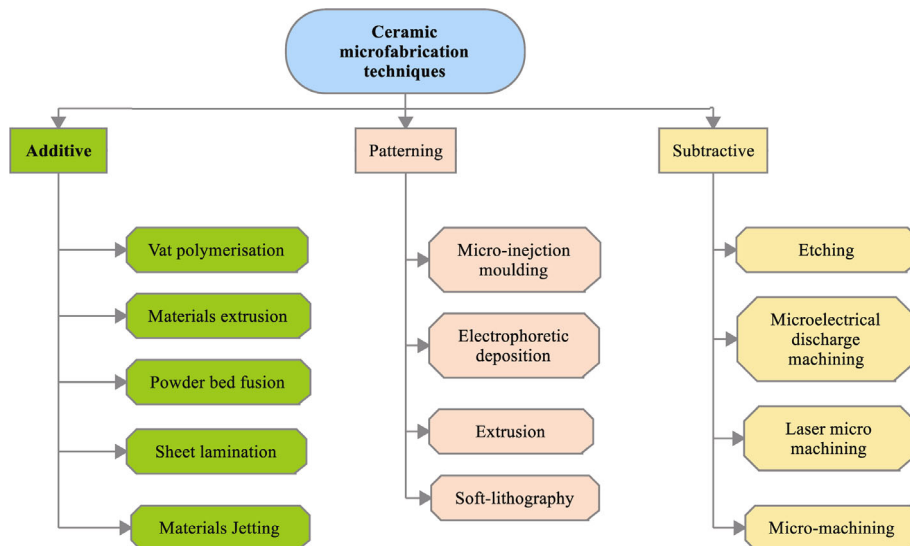 Ceramic
microfabrication
techniques
Additive
Patterning
Subtractive
Vat polymerisation
Materials extrusion
Powder bed fusion
Sheet lamination
Materials Jetting
Micro-inejction
moulding
Electrophoretic
deposition
Extrusion
Soft-lithography
Etching
Microelectrical
discharge
machining
Laser micro
machining
Micro-machining